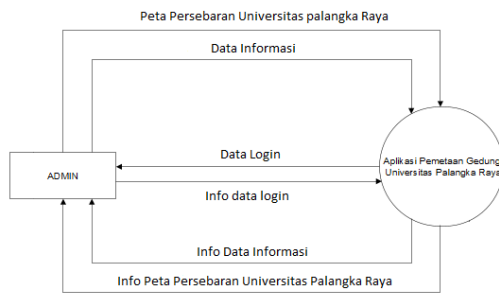 Peta Persebaran Universitas palangka Raya
Data Informasi
Data Login
ADMIN
Aplikasi Pemetaan Gedung
Universitas Palangka Raya
Info data login
Info Data Informasi
Info Peta Persebaran Universitas Palangka Raya